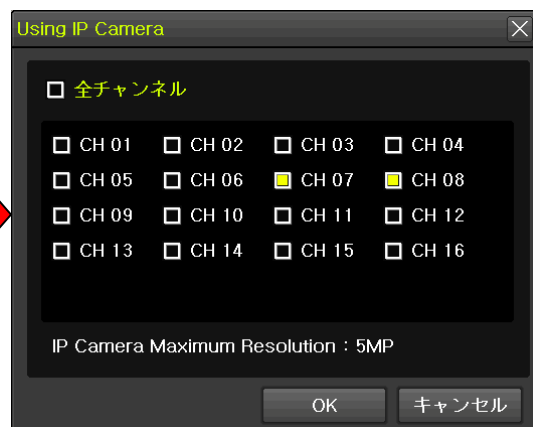 Using IP Camera
全チャンネル
CH 01 CH 02 CH 03 CH 04
CH 05 CH 06 CH 07 CH 08
CH 09 CH 10 CH 11 CH 12
CH 13 CH 14 CH 15 CH 16
IP Camera Maximum Resolution : 5MP
OK キャンセル